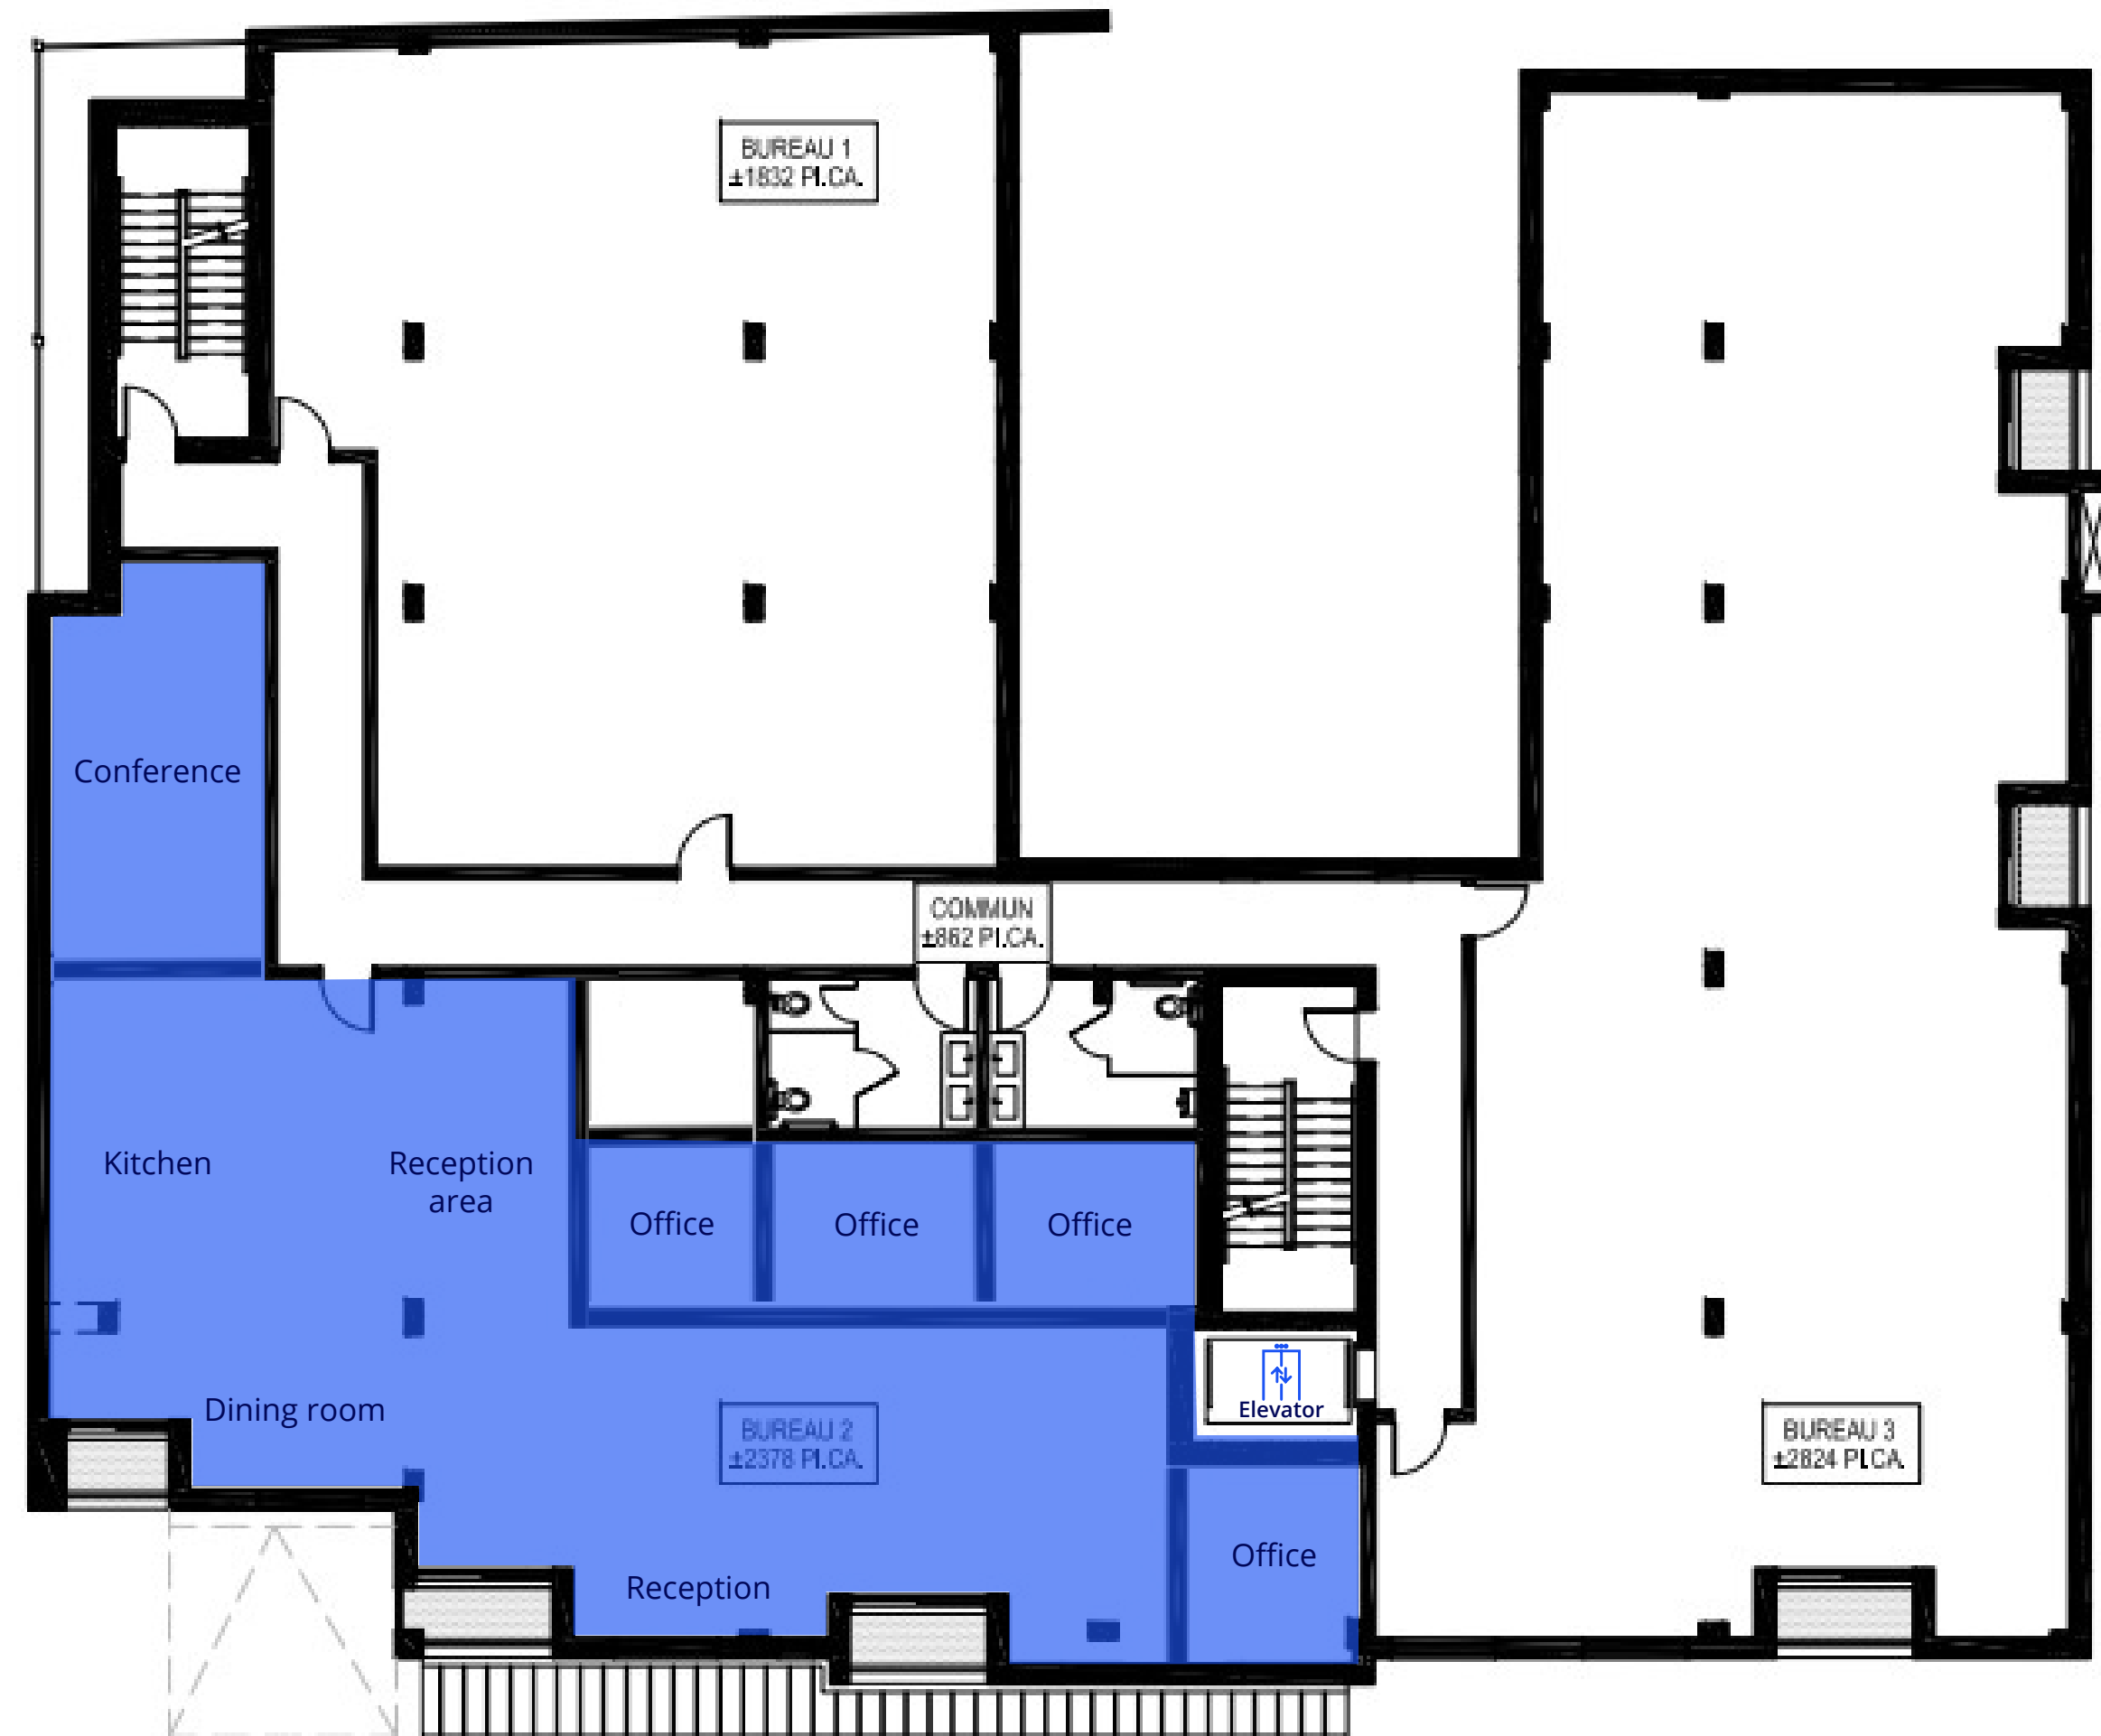 BUREAU 1
±1832 PI.CA.
Conference
COMMUN
±862 PI.CA.
Kitchen
Reception
area
Office
Office
Office
Dining room
Elevator
BUREAU 2
±2378 PI.CA.
BUREAU 3
±2824 PI.CA.
Office
Reception